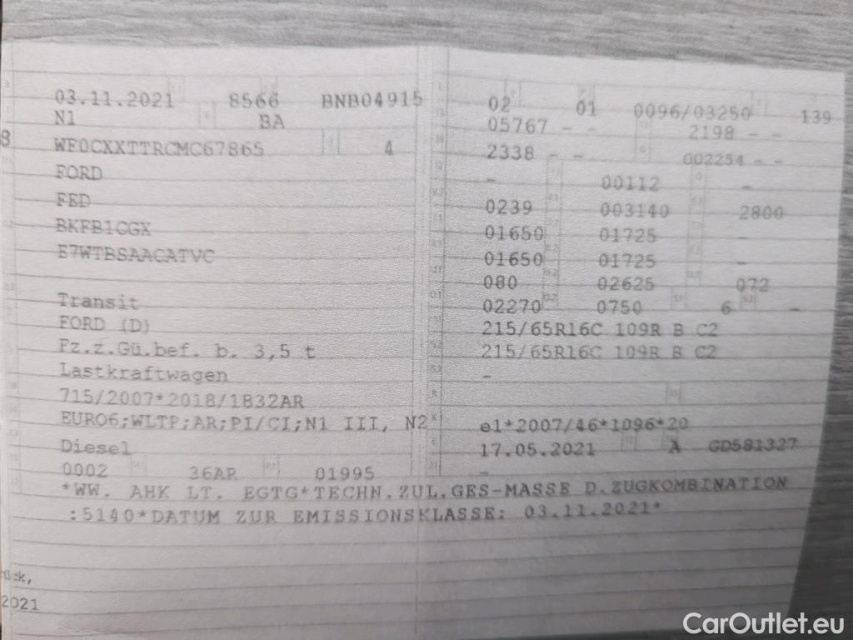 03.11.2021 8566 BNB04915
N1 BA
8
WF0CXXTTRCMC67865 4
FORD
FED
BKFB1CGX
E7WTBSAACATVC
Transit
FORD (D)
Fz.z.Gü.bef. b. 3,5 t
Lastkraftwagen
715/2007*2018/1832AR
EURO6;WLTP;AR;PI/CI;N1 III, N2
Diesel
0002 36AR 01995
02 01 0096/03250 139
05767 - - 2198 - -
2338 - - 002254 - -
- 00112 -
0239 003140 2800
01650 01725 -
01650 01725 -
080 02625 072
02270 0750 6 -
215/65R16C 109R B C2
215/65R16C 109R B C2
-
e1*2007/46*1096*20
17.05.2021 A GD581327
-
*WW. AHK LT. EGTG*TECHN.ZUL.GES-MASSE D.ZUGKOMBINATION
:5140*DATUM ZUR EMISSIONSKLASSE: 03.11.2021*
ück,
2021
CarOutlet.eu